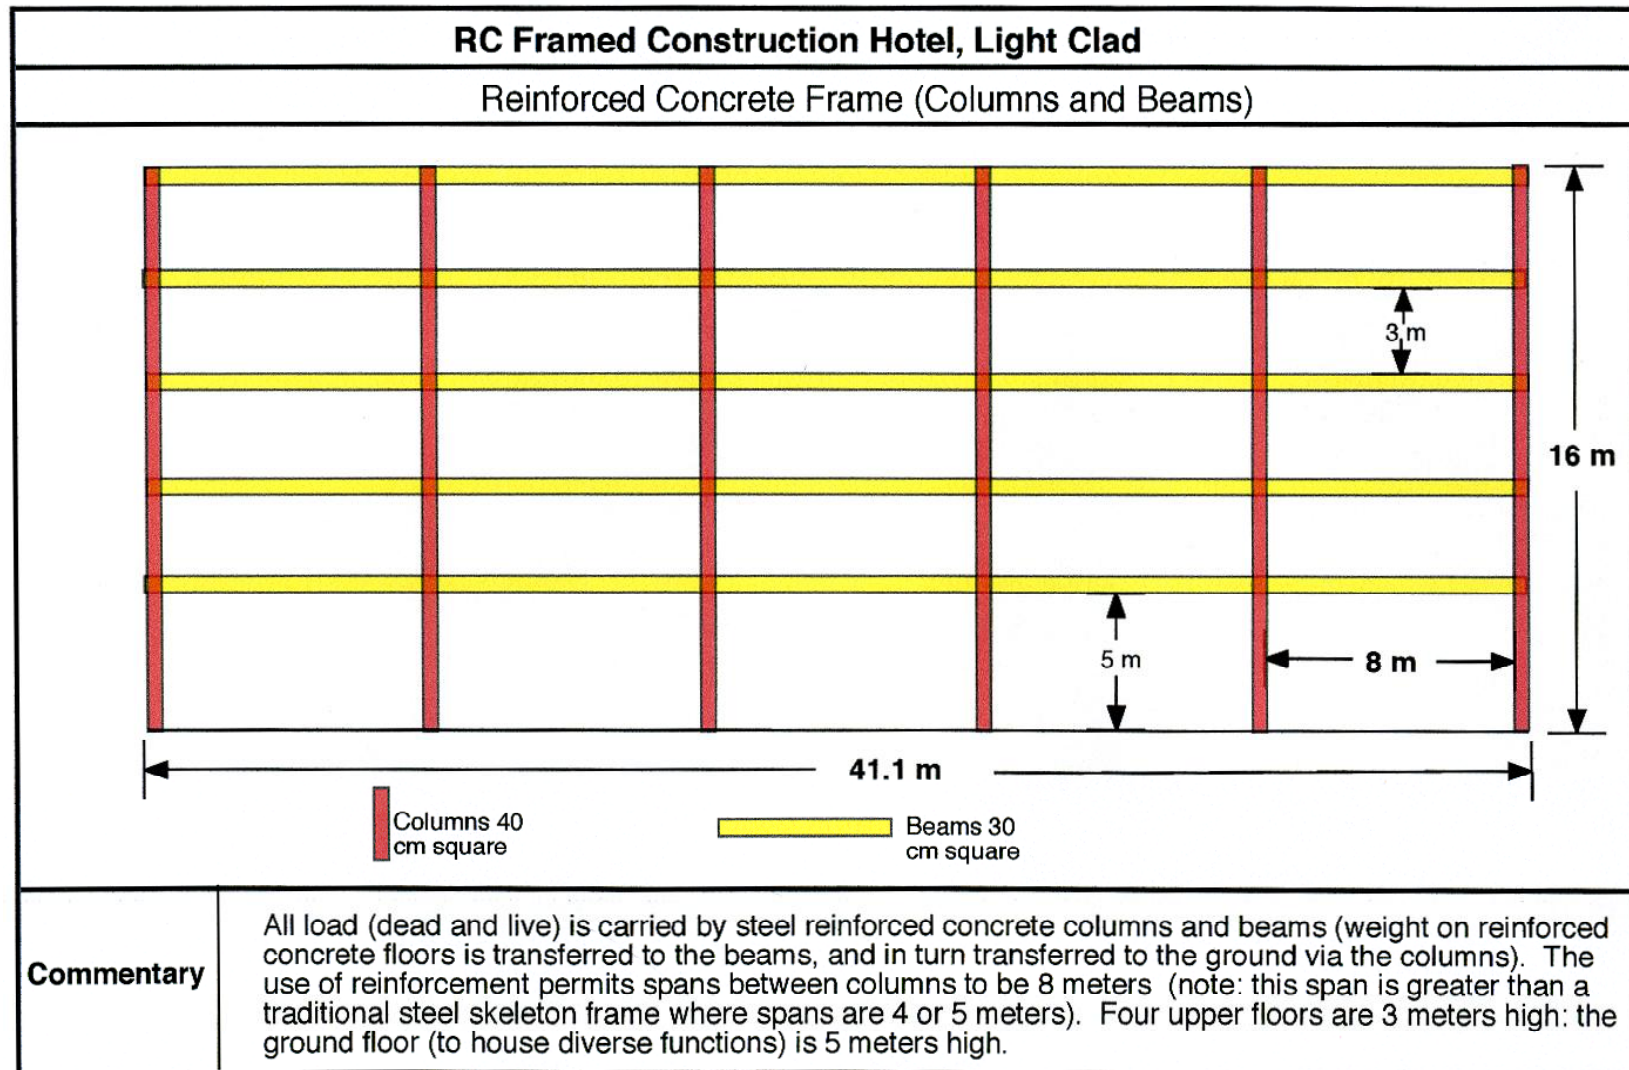 RC Framed Construction Hotel, Light Clad
Reinforced Concrete Frame (Columns and Beams)
3 m
16 m
5 m
8 m
41.1 m
Columns 40
cm square
Beams 30
cm square
Commentary
All load (dead and live) is carried by steel reinforced concrete columns and beams (weight on reinforced
concrete floors is transferred to the beams, and in turn transferred to the ground via the columns). The
use of reinforcement permits spans between columns to be 8 meters (note: this span is greater than a
traditional steel skeleton frame where spans are 4 or 5 meters). Four upper floors are 3 meters high: the
ground floor (to house diverse functions) is 5 meters high.